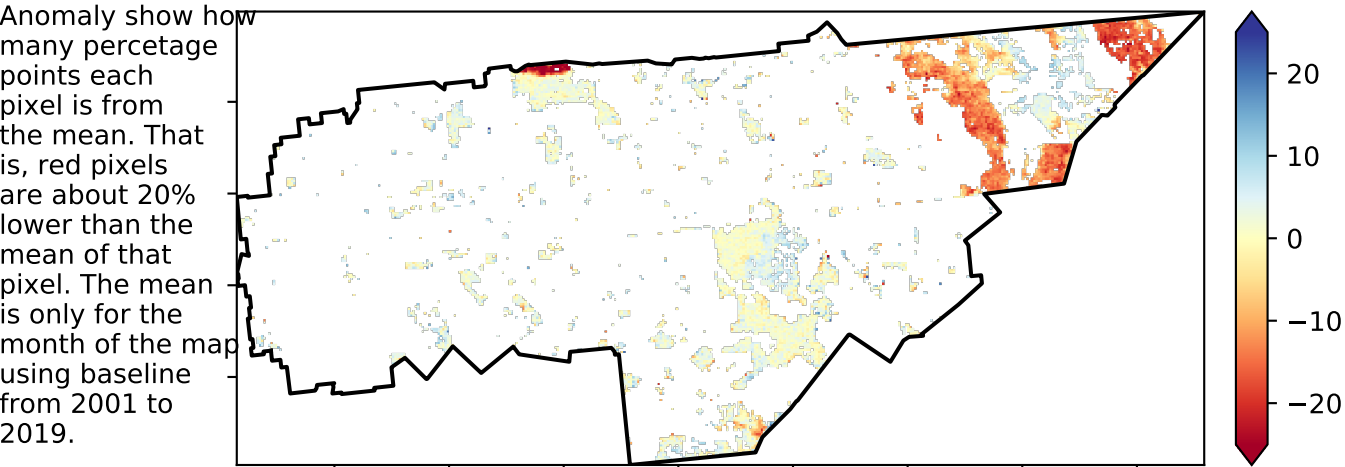 Anomaly show how
many percetage
points each
pixel is from
the mean. That
is, red pixels
are about 20%
lower than the
mean of that
pixel. The mean
is only for the
month of the map
using baseline
from 2001 to
2019.
20
10
0
−10
−20